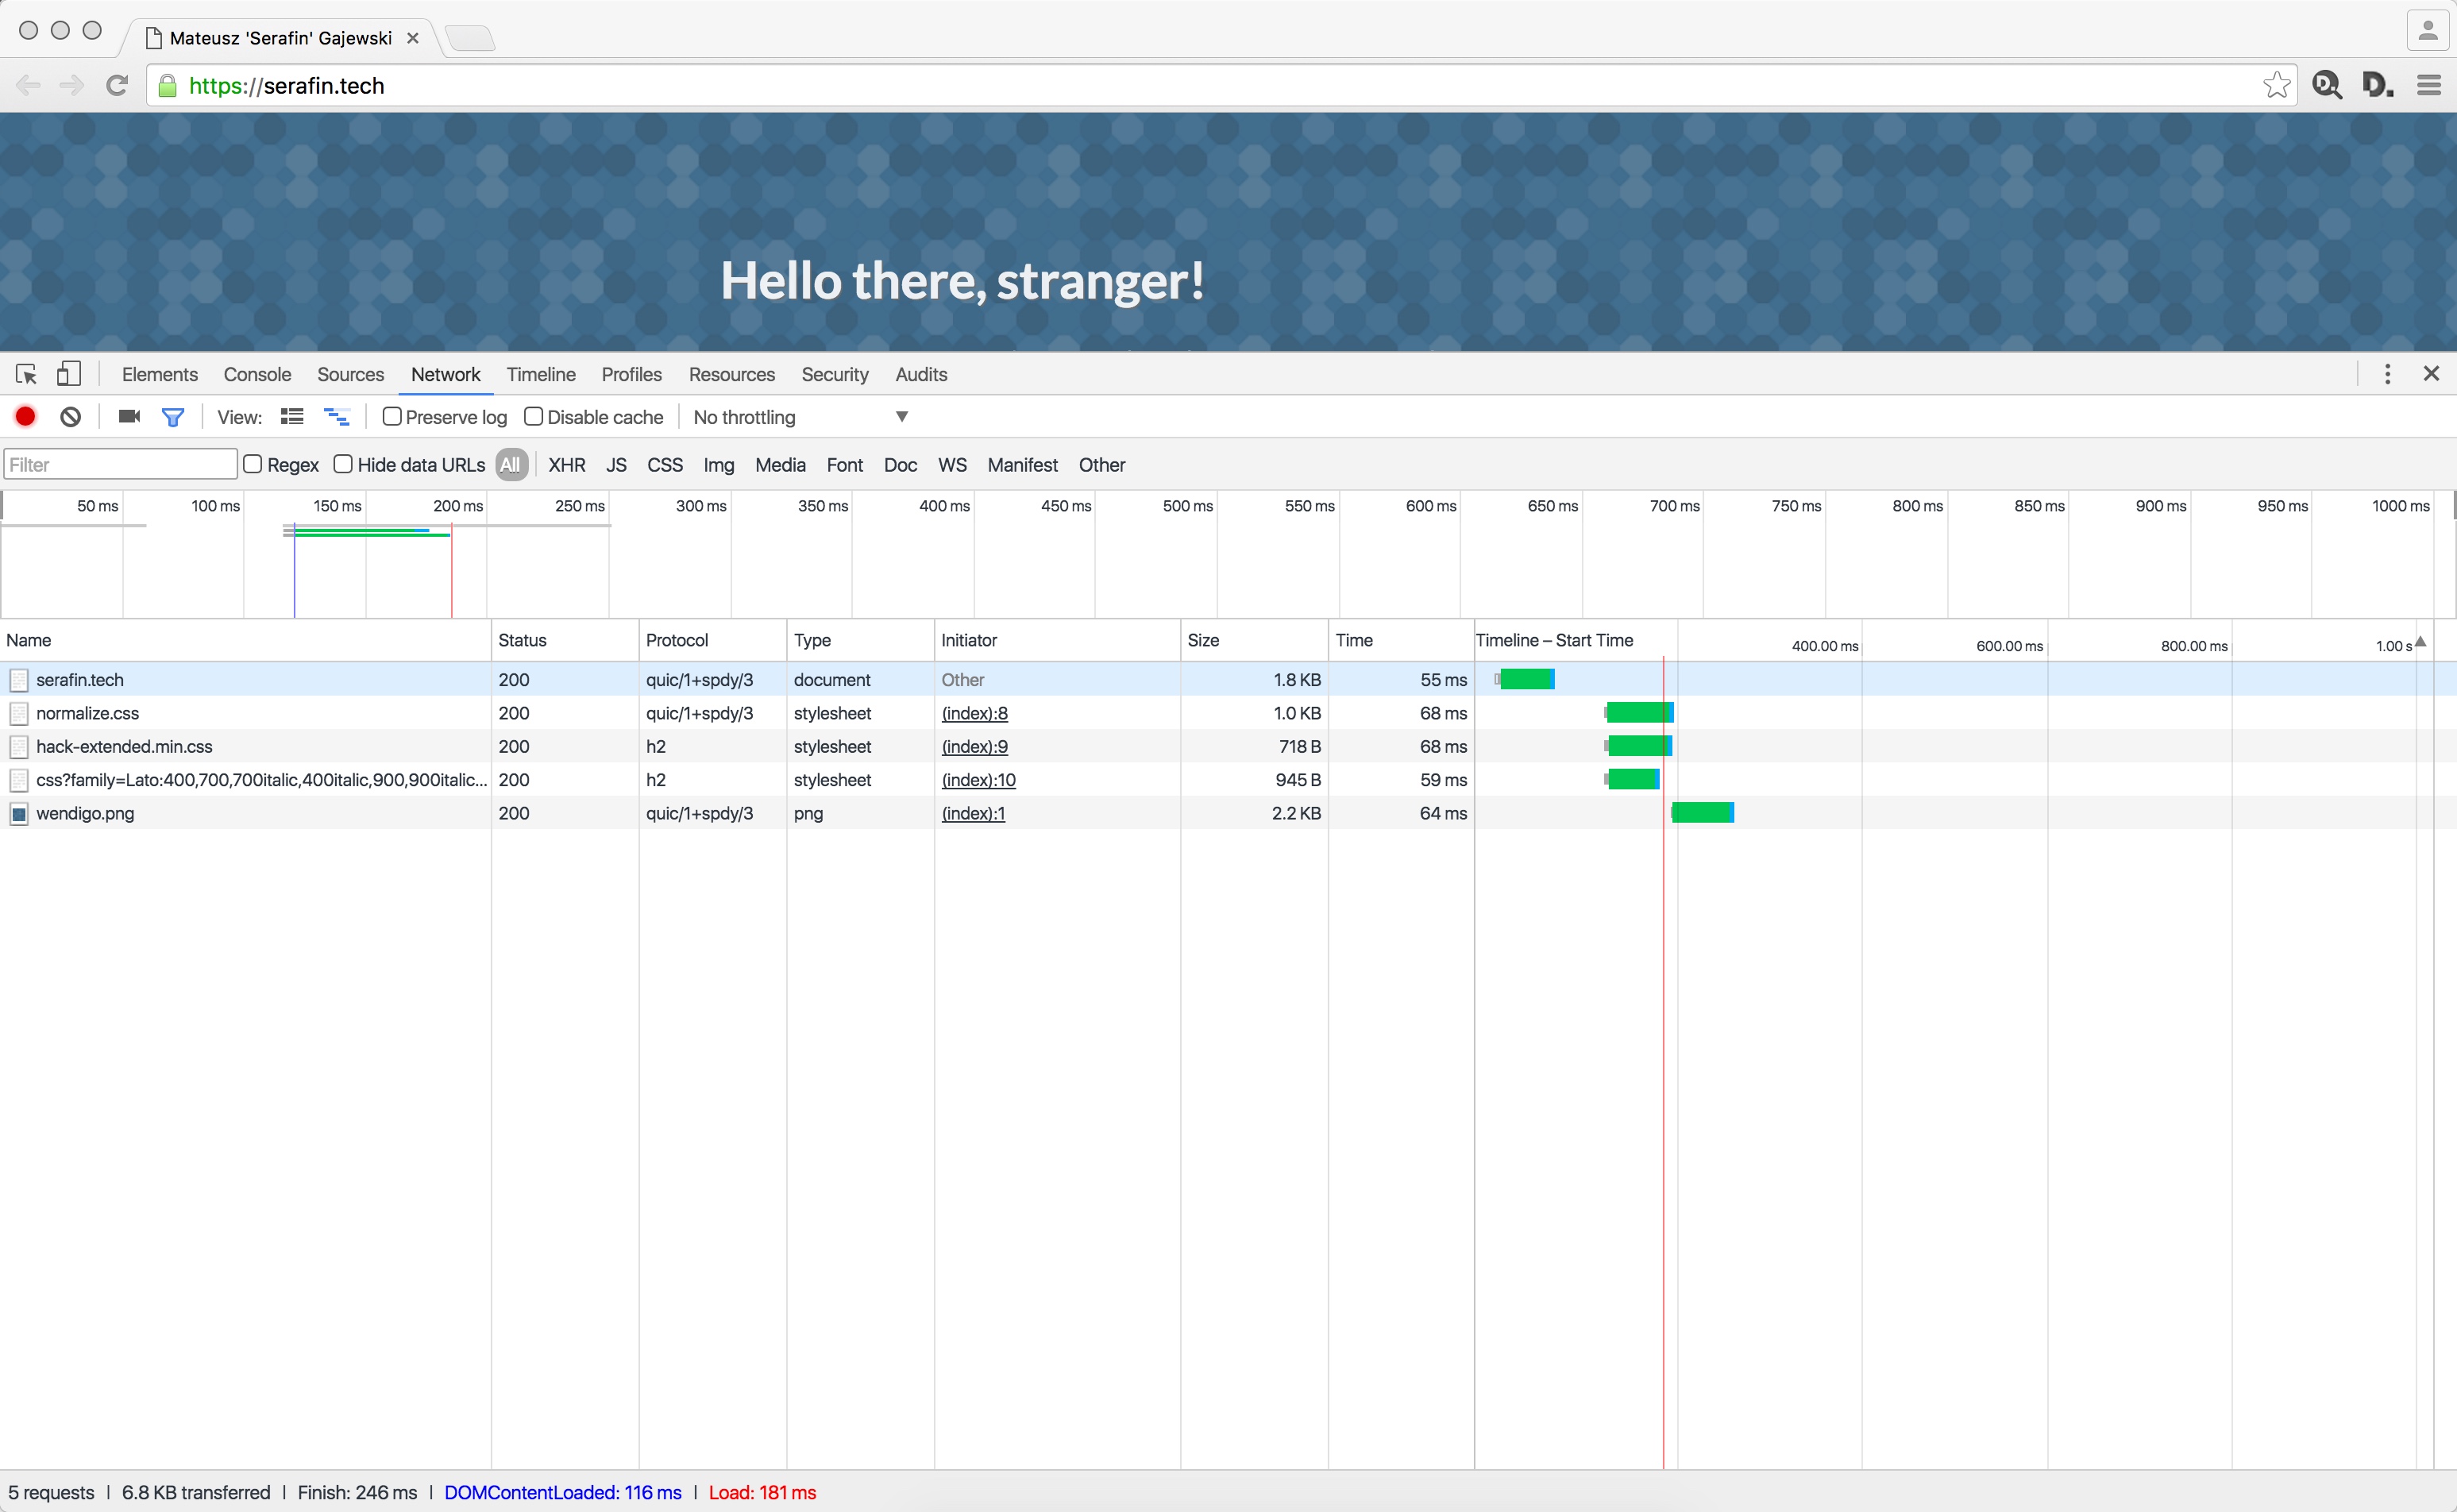 Mateusz 'Serafin' Gajewski
https://serafin.tech
Hello there, stranger!
Elements Console Sources Network Timeline Profiles Resources Security Audits
View: Preserve log Disable cache No throttling
Filter Regex Hide data URLs All XHR JS CSS Img Media Font Doc WS Manifest Other
50 ms 100 ms 150 ms 200 ms 250 ms 300 ms 350 ms 400 ms 450 ms 500 ms 550 ms 600 ms 650 ms 700 ms 750 ms 800 ms 850 ms 900 ms 950 ms 1000 ms
Name Status Protocol Type Initiator Size Time Timeline – Start Time 400.00 ms 600.00 ms 800.00 ms 1.00 s
serafin.tech 200 quic/1+spdy/3 document Other 1.8 KB 55 ms
normalize.css 200 quic/1+spdy/3 stylesheet (index):8 1.0 KB 68 ms
hack-extended.min.css 200 h2 stylesheet (index):9 718 B 68 ms
css?family=Lato:400,700,700italic,400italic,900,900italic... 200 h2 stylesheet (index):10 945 B 59 ms
wendigo.png 200 quic/1+spdy/3 png (index):1 2.2 KB 64 ms
5 requests | 6.8 KB transferred | Finish: 246 ms | DOMContentLoaded: 116 ms | Load: 181 ms